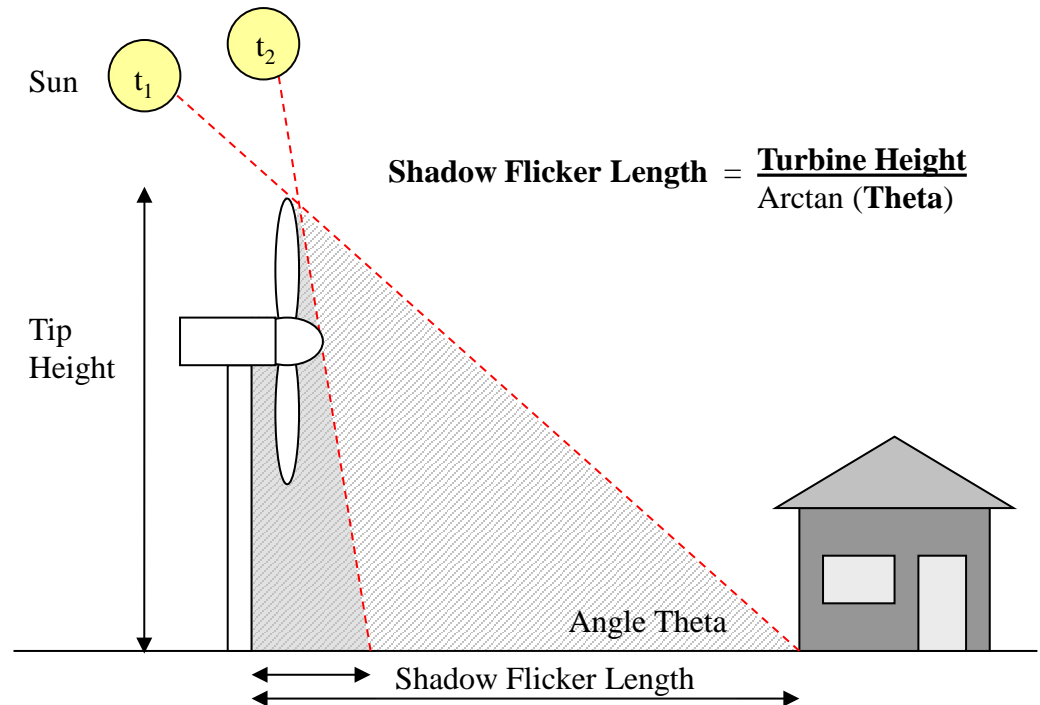 t₂
t₁
Sun
Shadow Flicker Length = Turbine Height
Arctan (Theta)
Tip
Height
Angle Theta
Shadow Flicker Length